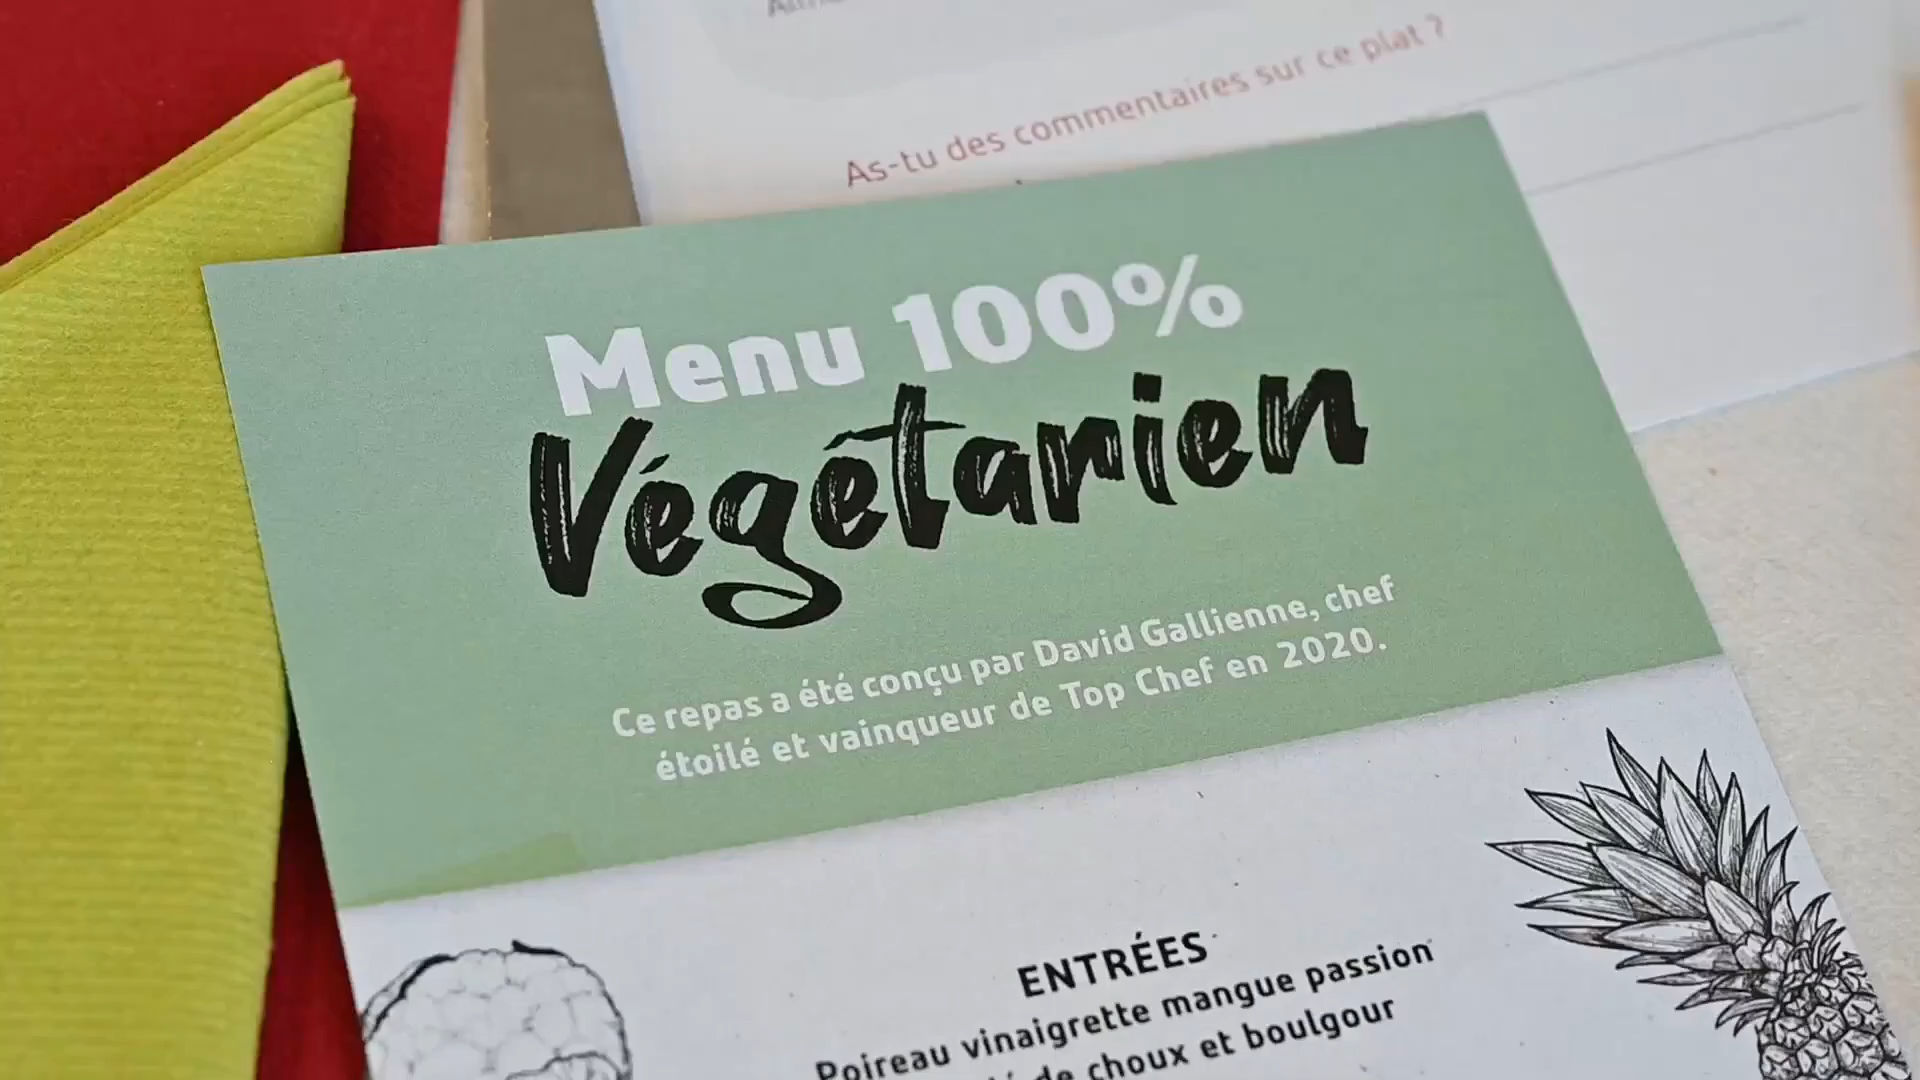 As-tu des commentaires sur ce plat ?
Menu 100%
Végétarien
Ce repas a été conçu par David Gallienne, chef
étoilé et vainqueur de Top Chef en 2020.
ENTRÉES
Poireau vinaigrette mangue passion
de choux et boulgour